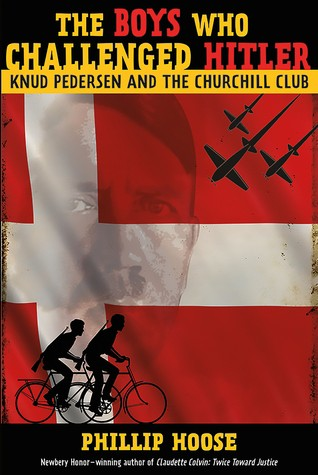 THE BOYS WHO
CHALLENGED HITLER
KNUD PEDERSEN AND THE CHURCHILL CLUB
PHILLIP HOOSE
Newbery Honor–winning author of Claudette Colvin: Twice Toward Justice